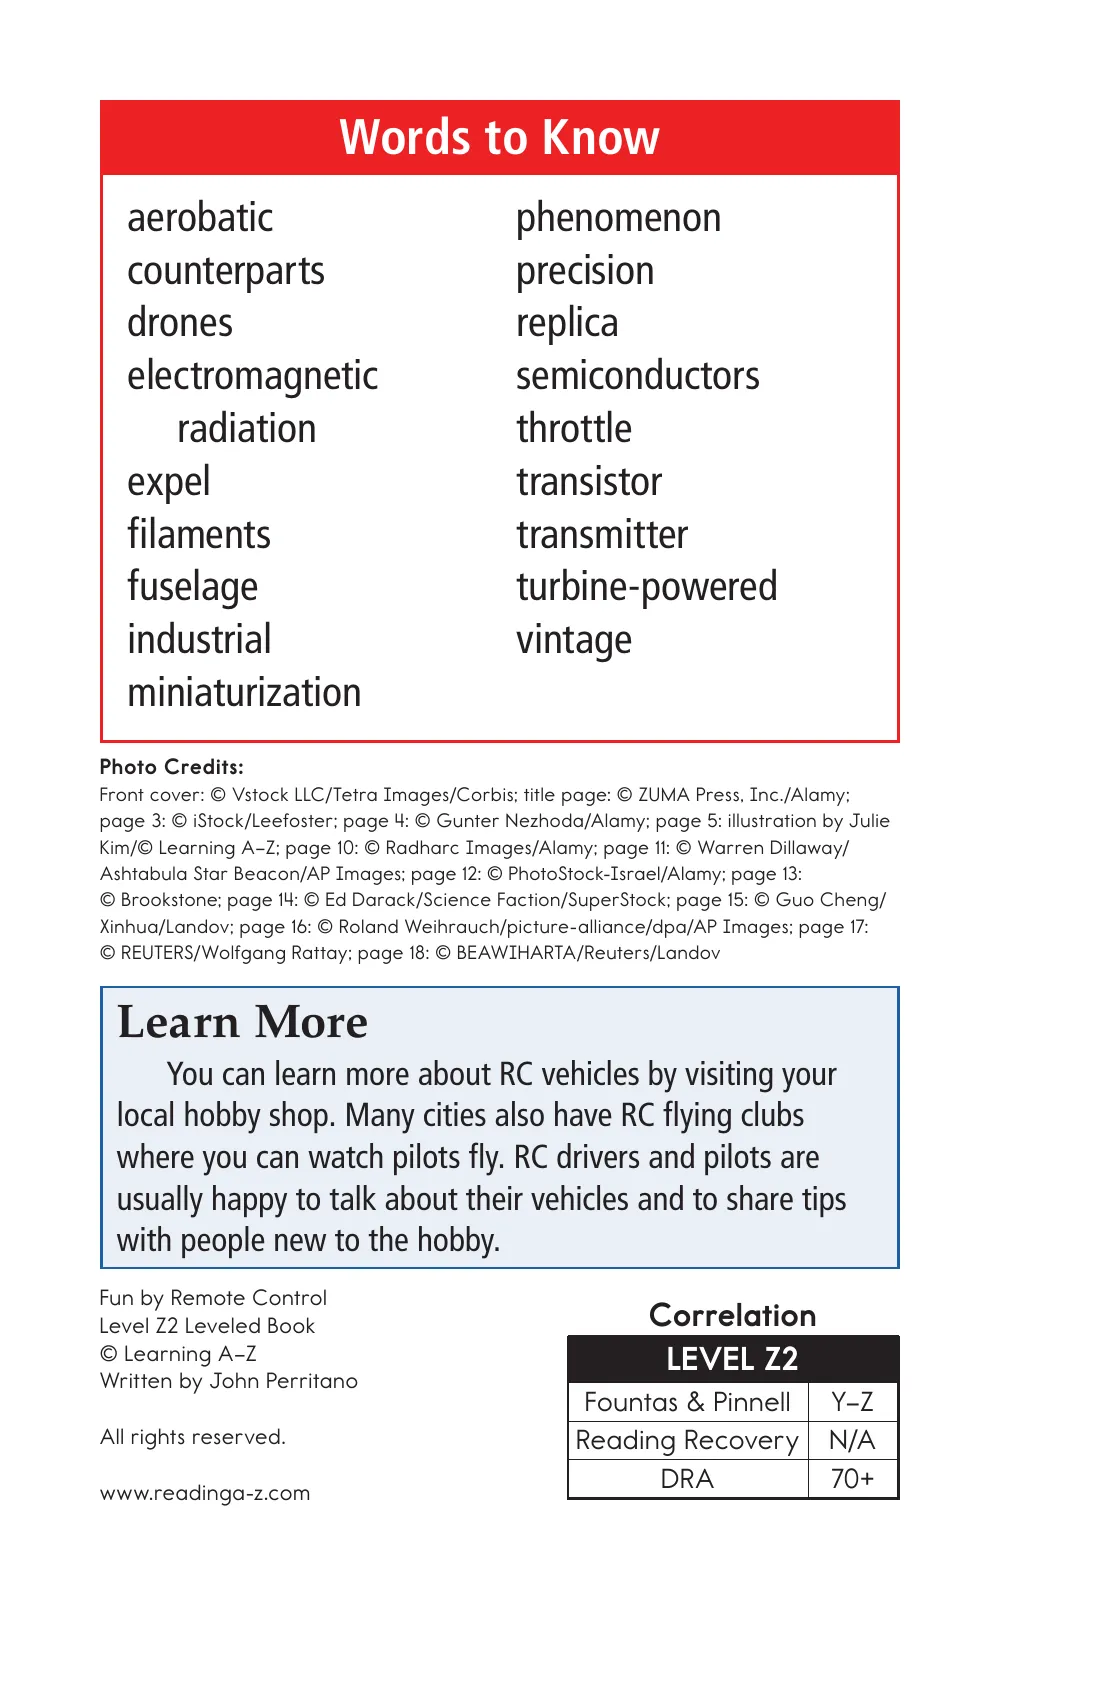 Words to Know
aerobatic
counterparts
drones
electromagnetic
radiation
expel
filaments
fuselage
industrial
miniaturization
phenomenon
precision
replica
semiconductors
throttle
transistor
transmitter
turbine-powered
vintage
Photo Credits:
Front cover: © Vstock LLC/Tetra Images/Corbis; title page: © ZUMA Press, Inc./Alamy;
page 3: © iStock/Leefoster; page 4: © Gunter Nezhoda/Alamy; page 5: illustration by Julie
Kim/© Learning A–Z; page 10: © Radharc Images/Alamy; page 11: © Warren Dillaway/
Ashtabula Star Beacon/AP Images; page 12: © PhotoStock-Israel/Alamy; page 13:
© Brookstone; page 14: © Ed Darack/Science Faction/SuperStock; page 15: © Guo Cheng/
Xinhua/Landov; page 16: © Roland Weihrauch/picture-alliance/dpa/AP Images; page 17:
© REUTERS/Wolfgang Rattay; page 18: © BEAWIHARTA/Reuters/Landov
Learn More
You can learn more about RC vehicles by visiting your
local hobby shop. Many cities also have RC flying clubs
where you can watch pilots fly. RC drivers and pilots are
usually happy to talk about their vehicles and to share tips
with people new to the hobby.
Fun by Remote Control
Level Z2 Leveled Book
© Learning A–Z
Written by John Perritano
All rights reserved.
www.readinga-z.com
Correlation
LEVEL Z2
Fountas & Pinnell Y–Z
Reading Recovery N/A
DRA 70+